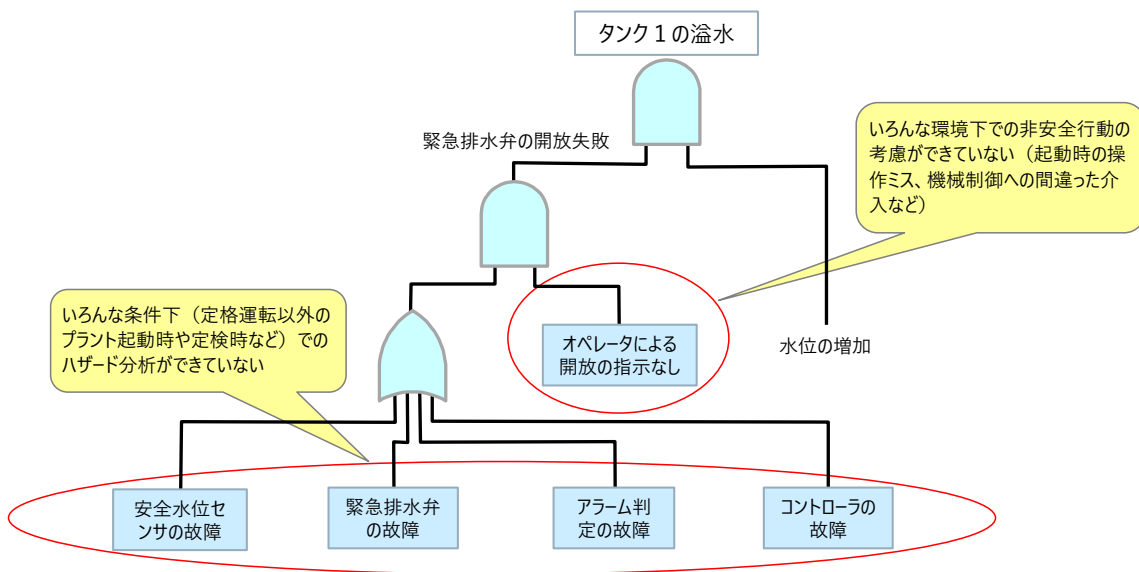 タンク１の溢水
緊急排水弁の開放失敗
いろんな環境下での非安全行動の
考慮ができていない（起動時の操
作ミス、機械制御への間違った介
入など）
いろんな条件下（定格運転以外の
プラント起動時や定検時など）での
ハザード分析ができていない
オペレータによる
開放の指示なし
水位の増加
安全水位セ
ンサの故障
緊急排水弁
の故障
アラーム判
定の故障
コントローラの
故障